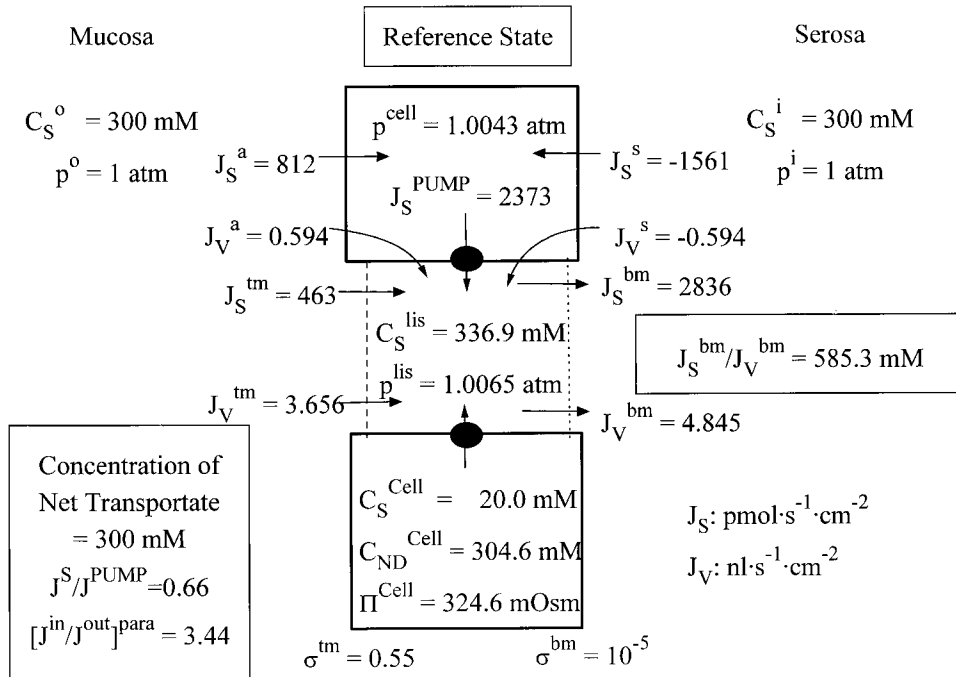 Mucosa
Reference State
Serosa
C_S^o = 300 mM
p^o = 1 atm
p^cell = 1.0043 atm
C_S^i = 300 mM
p^i = 1 atm
J_S^a = 812
J_S^s = -1561
J_S^PUMP = 2373
J_V^a = 0.594
J_V^s = -0.594
J_S^tm = 463
J_S^bm = 2836
C_S^lis = 336.9 mM
J_S^bm/J_V^bm = 585.3 mM
p^lis = 1.0065 atm
J_V^tm = 3.656
J_V^bm = 4.845
Concentration of
Net Transportate
= 300 mM
J^S/J^PUMP=0.66
[J^in/J^out]^para = 3.44
C_S^Cell = 20.0 mM
C_ND^Cell = 304.6 mM
Π^Cell = 324.6 mOsm
J_S: pmol·s^-1·cm^-2
J_V: nl·s^-1·cm^-2
σ^tm = 0.55
σ^bm = 10^-5